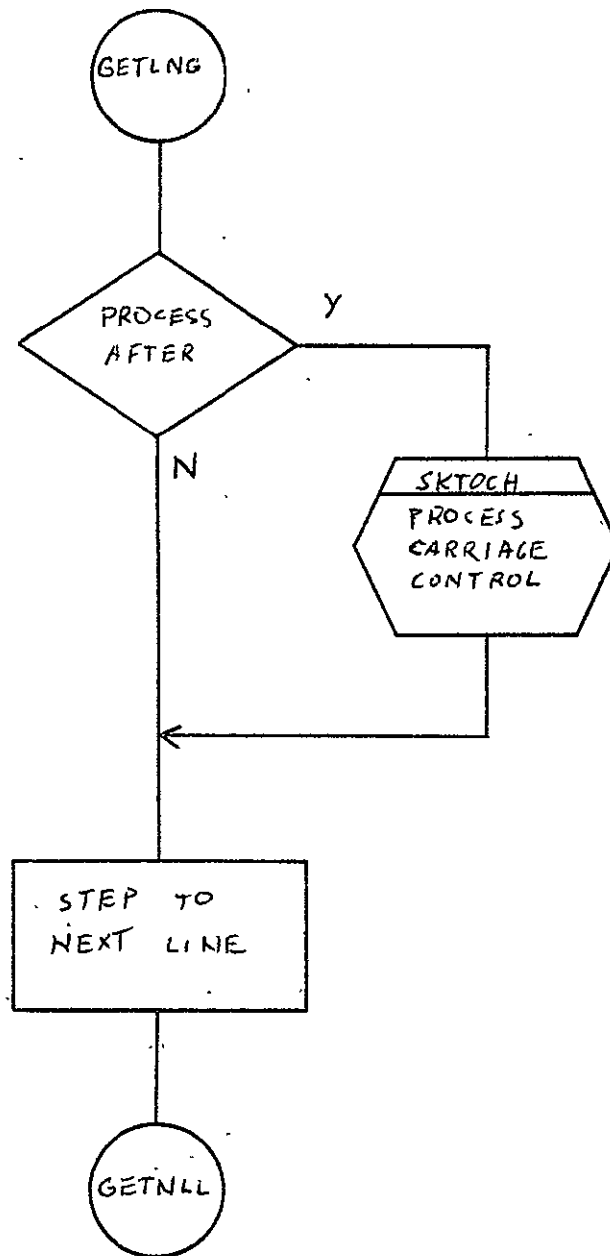 GETLNG
PROCESS
AFTER
Y
N
SKTOCH
PROCESS
CARRIAGE
CONTROL
STEP TO
NEXT LINE
GETNLL